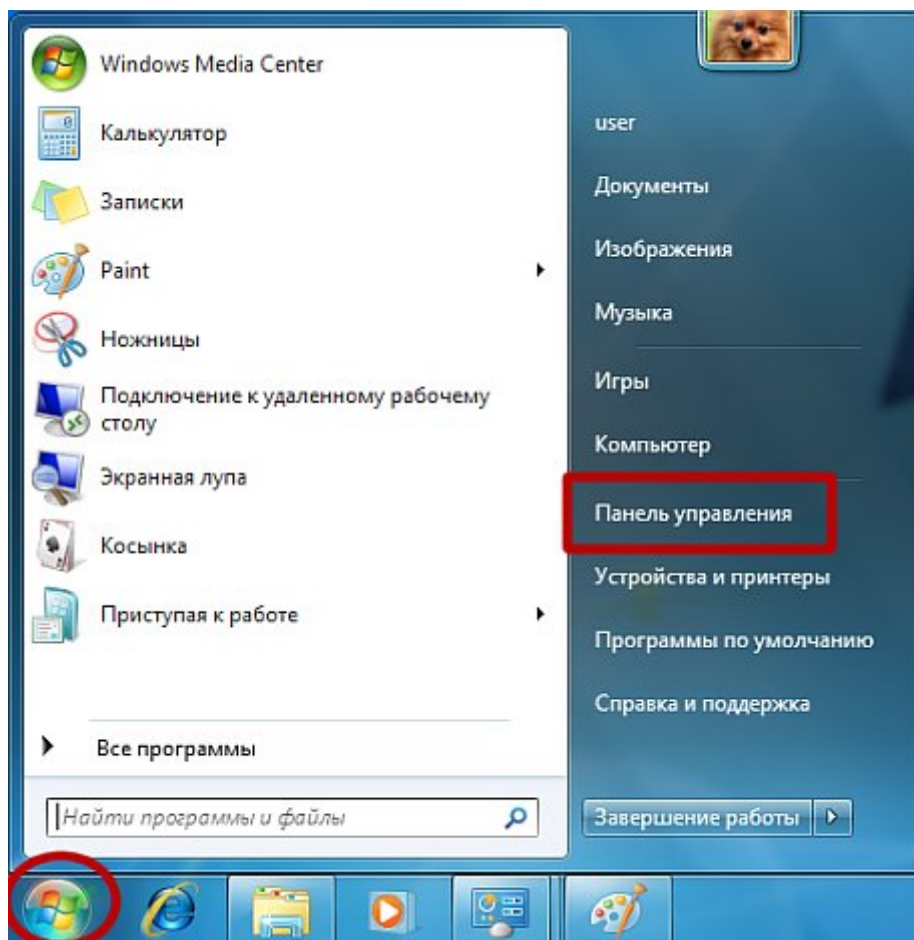 Windows Media Center
Калькулятор
Записки
Paint
Ножницы
Подключение к удаленному рабочему
столу
Экранная лупа
Косынка
Приступая к работе
Все программы
Найти программы и файлы
user
Документы
Изображения
Музыка
Игры
Компьютер
Панель управления
Устройства и принтеры
Программы по умолчанию
Справка и поддержка
Завершение работы